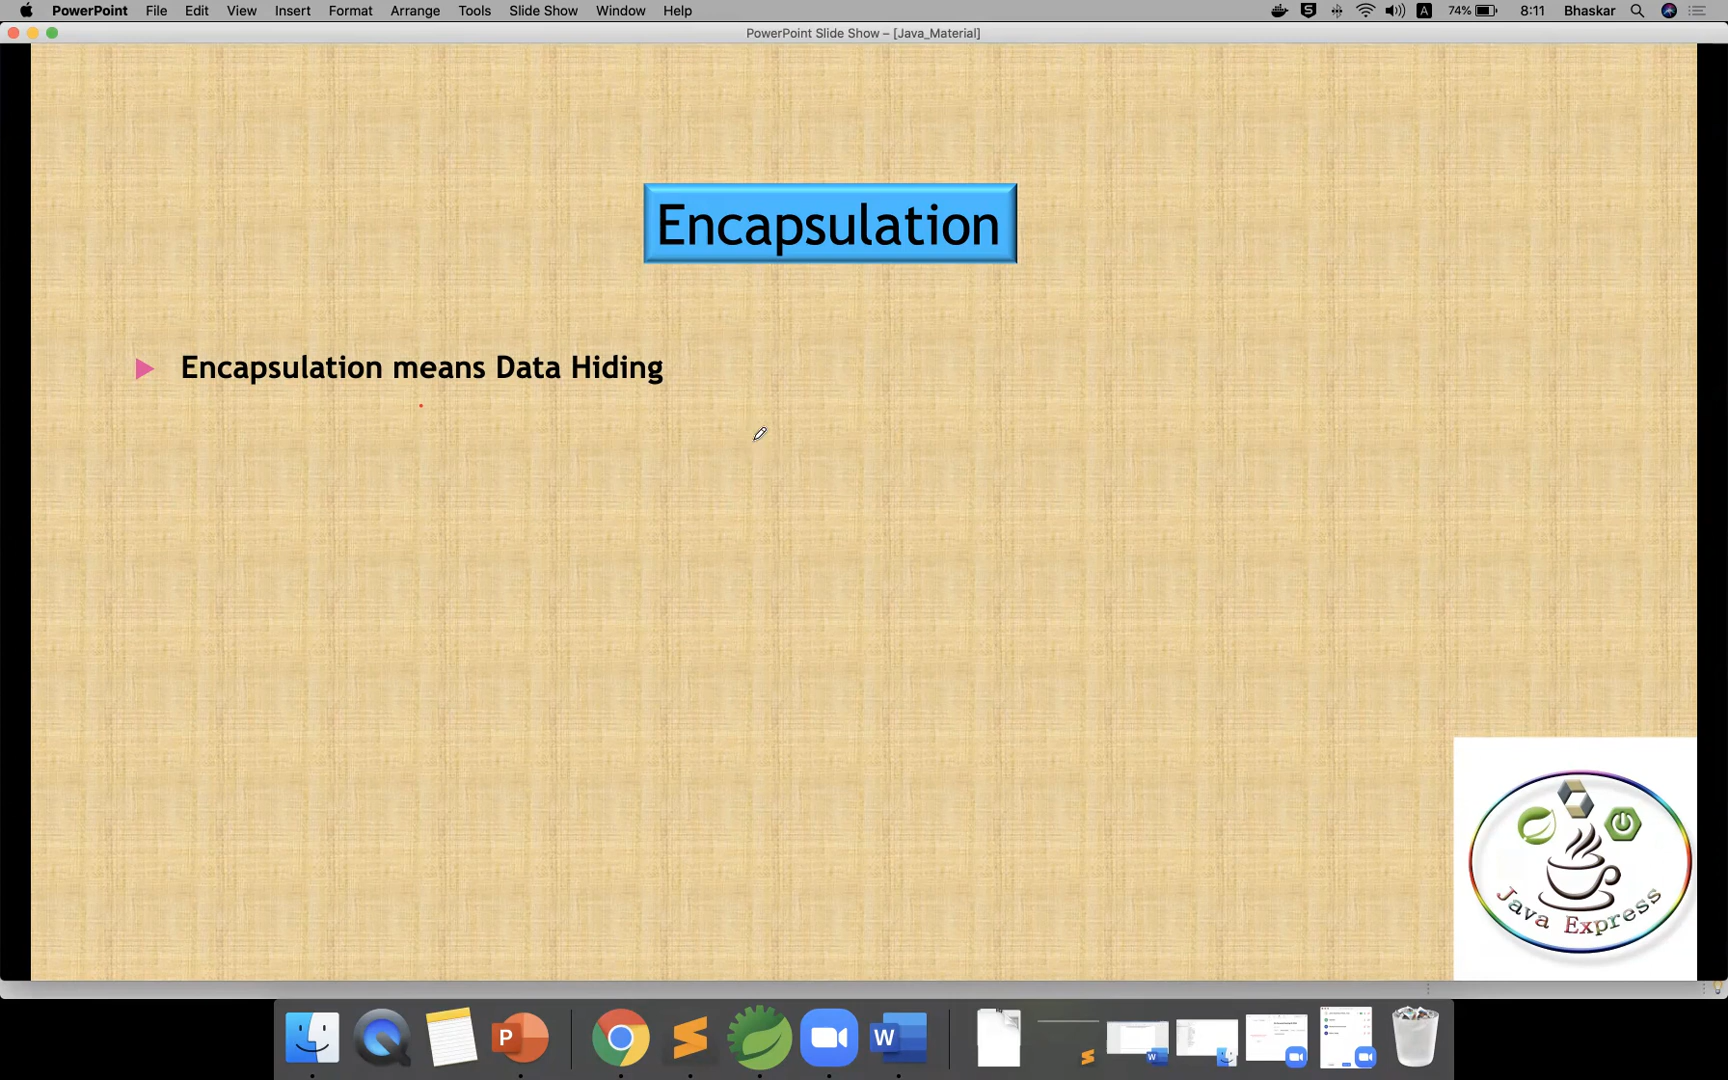 PowerPoint File Edit View Insert Format Arrange Tools Slide Show Window Help S A 74% 8:11 Bhaskar
PowerPoint Slide Show – [Java_Material]
Encapsulation
Encapsulation means Data Hiding
Java Express
P W
W